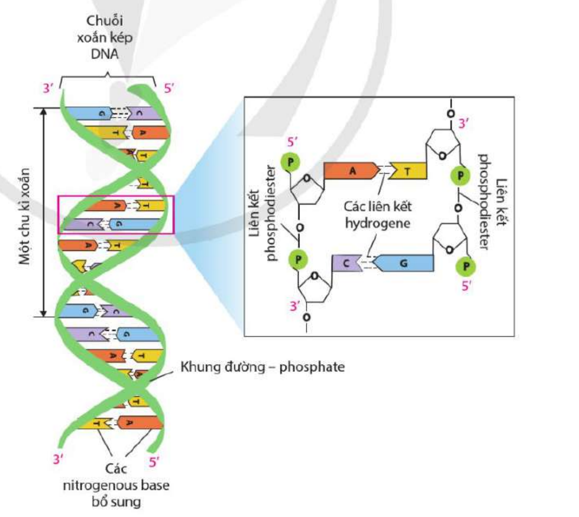 Chuỗi
xoắn kép
DNA
3'
5'
G C
T A
T
T
A T
C G
A T
G C
C G
A T
T
T A
Một chu kì xoắn
3'
5'
Các
nitrogenous base
bổ sung
Khung đường – phosphate
O
3'
5'
O
P
A
T
P
O
Liên kết
phosphodiester
Các liên kết
hydrogene
Liên kết
phosphodiester
O
O
P
C
G
O
P
O
3'
5'
O